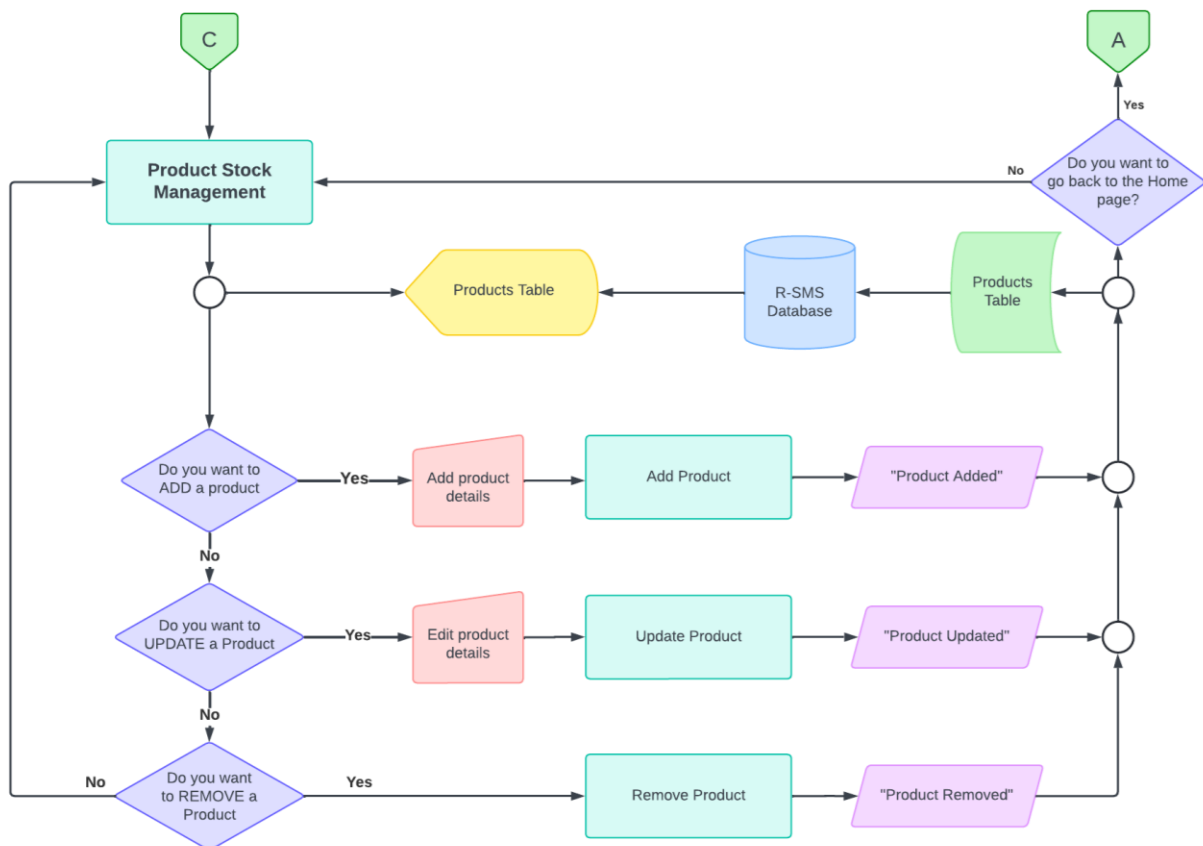 C
A
Yes
Product Stock
Management
No
Do you want to
go back to the Home
page?
Products Table
R-SMS
Database
Products
Table
Do you want to
ADD a product
Yes
Add product
details
Add Product
"Product Added"
No
Do you want to
UPDATE a Product
Yes
Edit product
details
Update Product
"Product Updated"
No
No
Do you want
to REMOVE a
Product
Yes
Remove Product
"Product Removed"